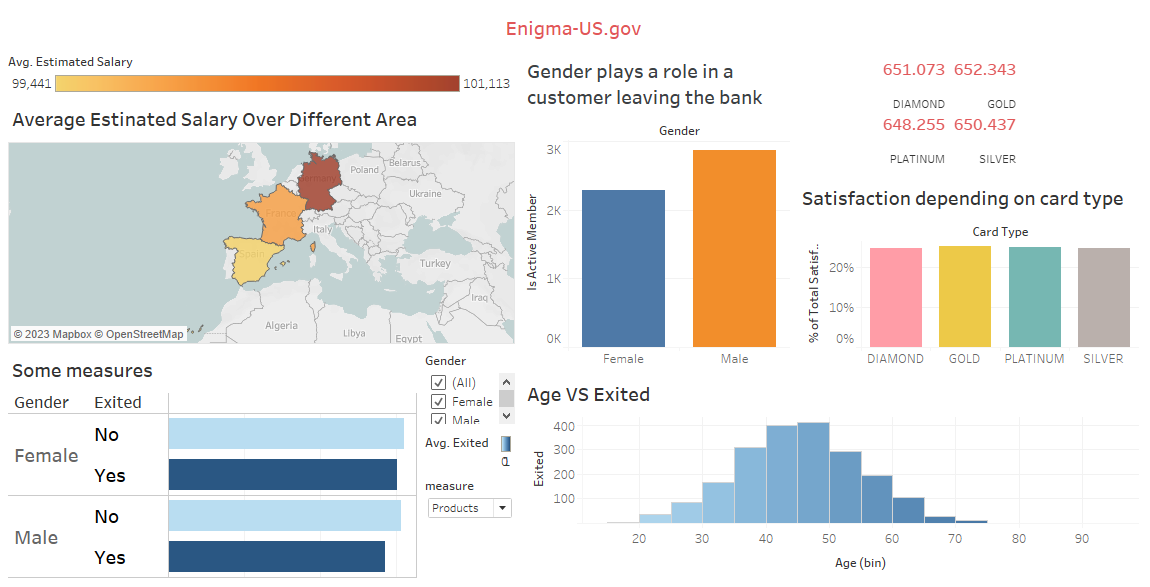 Enigma-US.gov
Avg. Estimated Salary
99,441
101,113
Average Estinated Salary Over Different Area
Germany
France
Spain
Poland
Belarus
Ukraine
Italy
Turkey
Iraq
Algeria
Libya
Egypt
© 2023 Mapbox © OpenStreetMap
Gender plays a role in a
customer leaving the bank
Gender
Is Active Member
3K
2K
1K
0K
Female
Male
651.073 652.343
DIAMOND GOLD
648.255 650.437
PLATINUM SILVER
Satisfaction depending on card type
Card Type
% of Total Satisf..
20%
10%
0%
DIAMOND
GOLD
PLATINUM
SILVER
Some measures
Gender Exited
Female
No
Yes
Male
No
Yes
Gender
(All)
Female
Male
Avg. Exited
measure
Products
Age VS Exited
Exited
400
300
200
100
20
30
40
50
60
70
80
90
Age (bin)